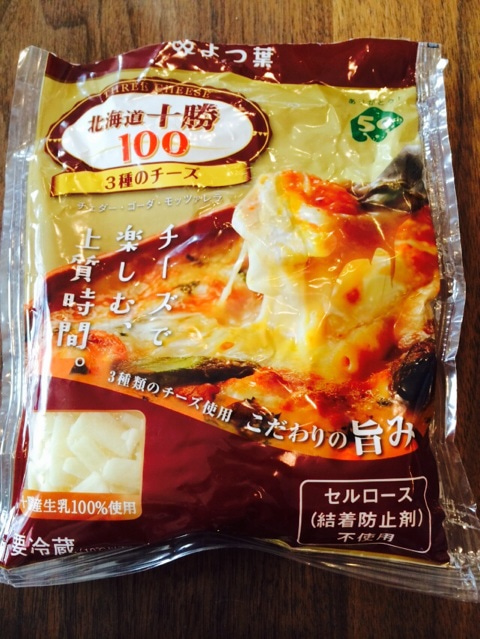 よつ葉
THREE CHEESE
北海道十勝
100
3種のチーズ
チェダー・ゴーダ・モッツァレラ
チーズで
楽しむ、
上質時間。
3種類のチーズ使用
こだわりの旨み
産生乳100%使用
セルロース
(結着防止剤)
不使用
要冷蔵